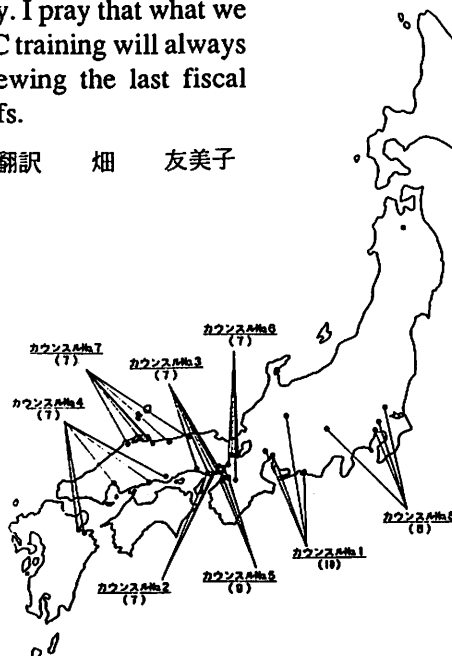 y. I pray that what we
C training will always
ewing the last fiscal
fs.
翻訳 畑 友美子
カウンスル№6
(7)
カウンスル№7
(7)
カウンスル№3
(7)
カウンスル№4
(7)
カウンスル№8
(8)
カウンスル№1
(10)
カウンスル№5
(9)
カウンスル№2
(7)